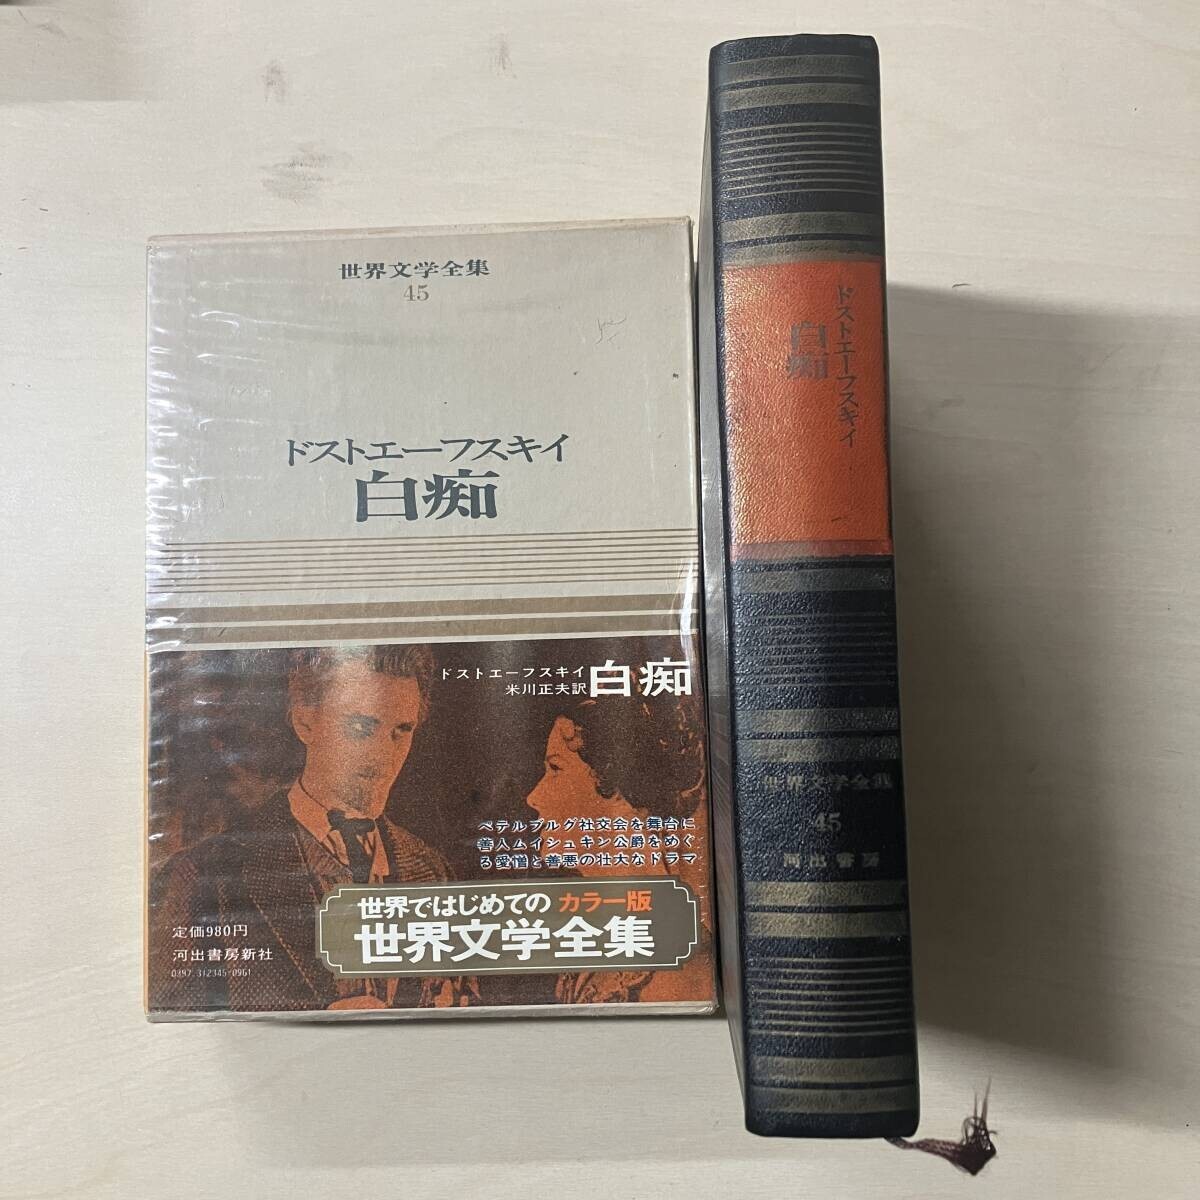 世界文学全集
45
ドストエーフスキイ
白痴
ドストエーフスキイ
米川正夫訳
白痴
ペテルブルグ社交会を舞台に
善人ムイシュキン公爵をめぐ
る愛憎と善悪の壮大なドラマ
世界ではじめての カラー版
世界文学全集
定価980円
河出書房新社
0397-312345-0961
ドストエーフスキイ
白痴
世界文学全集
45
河出書房